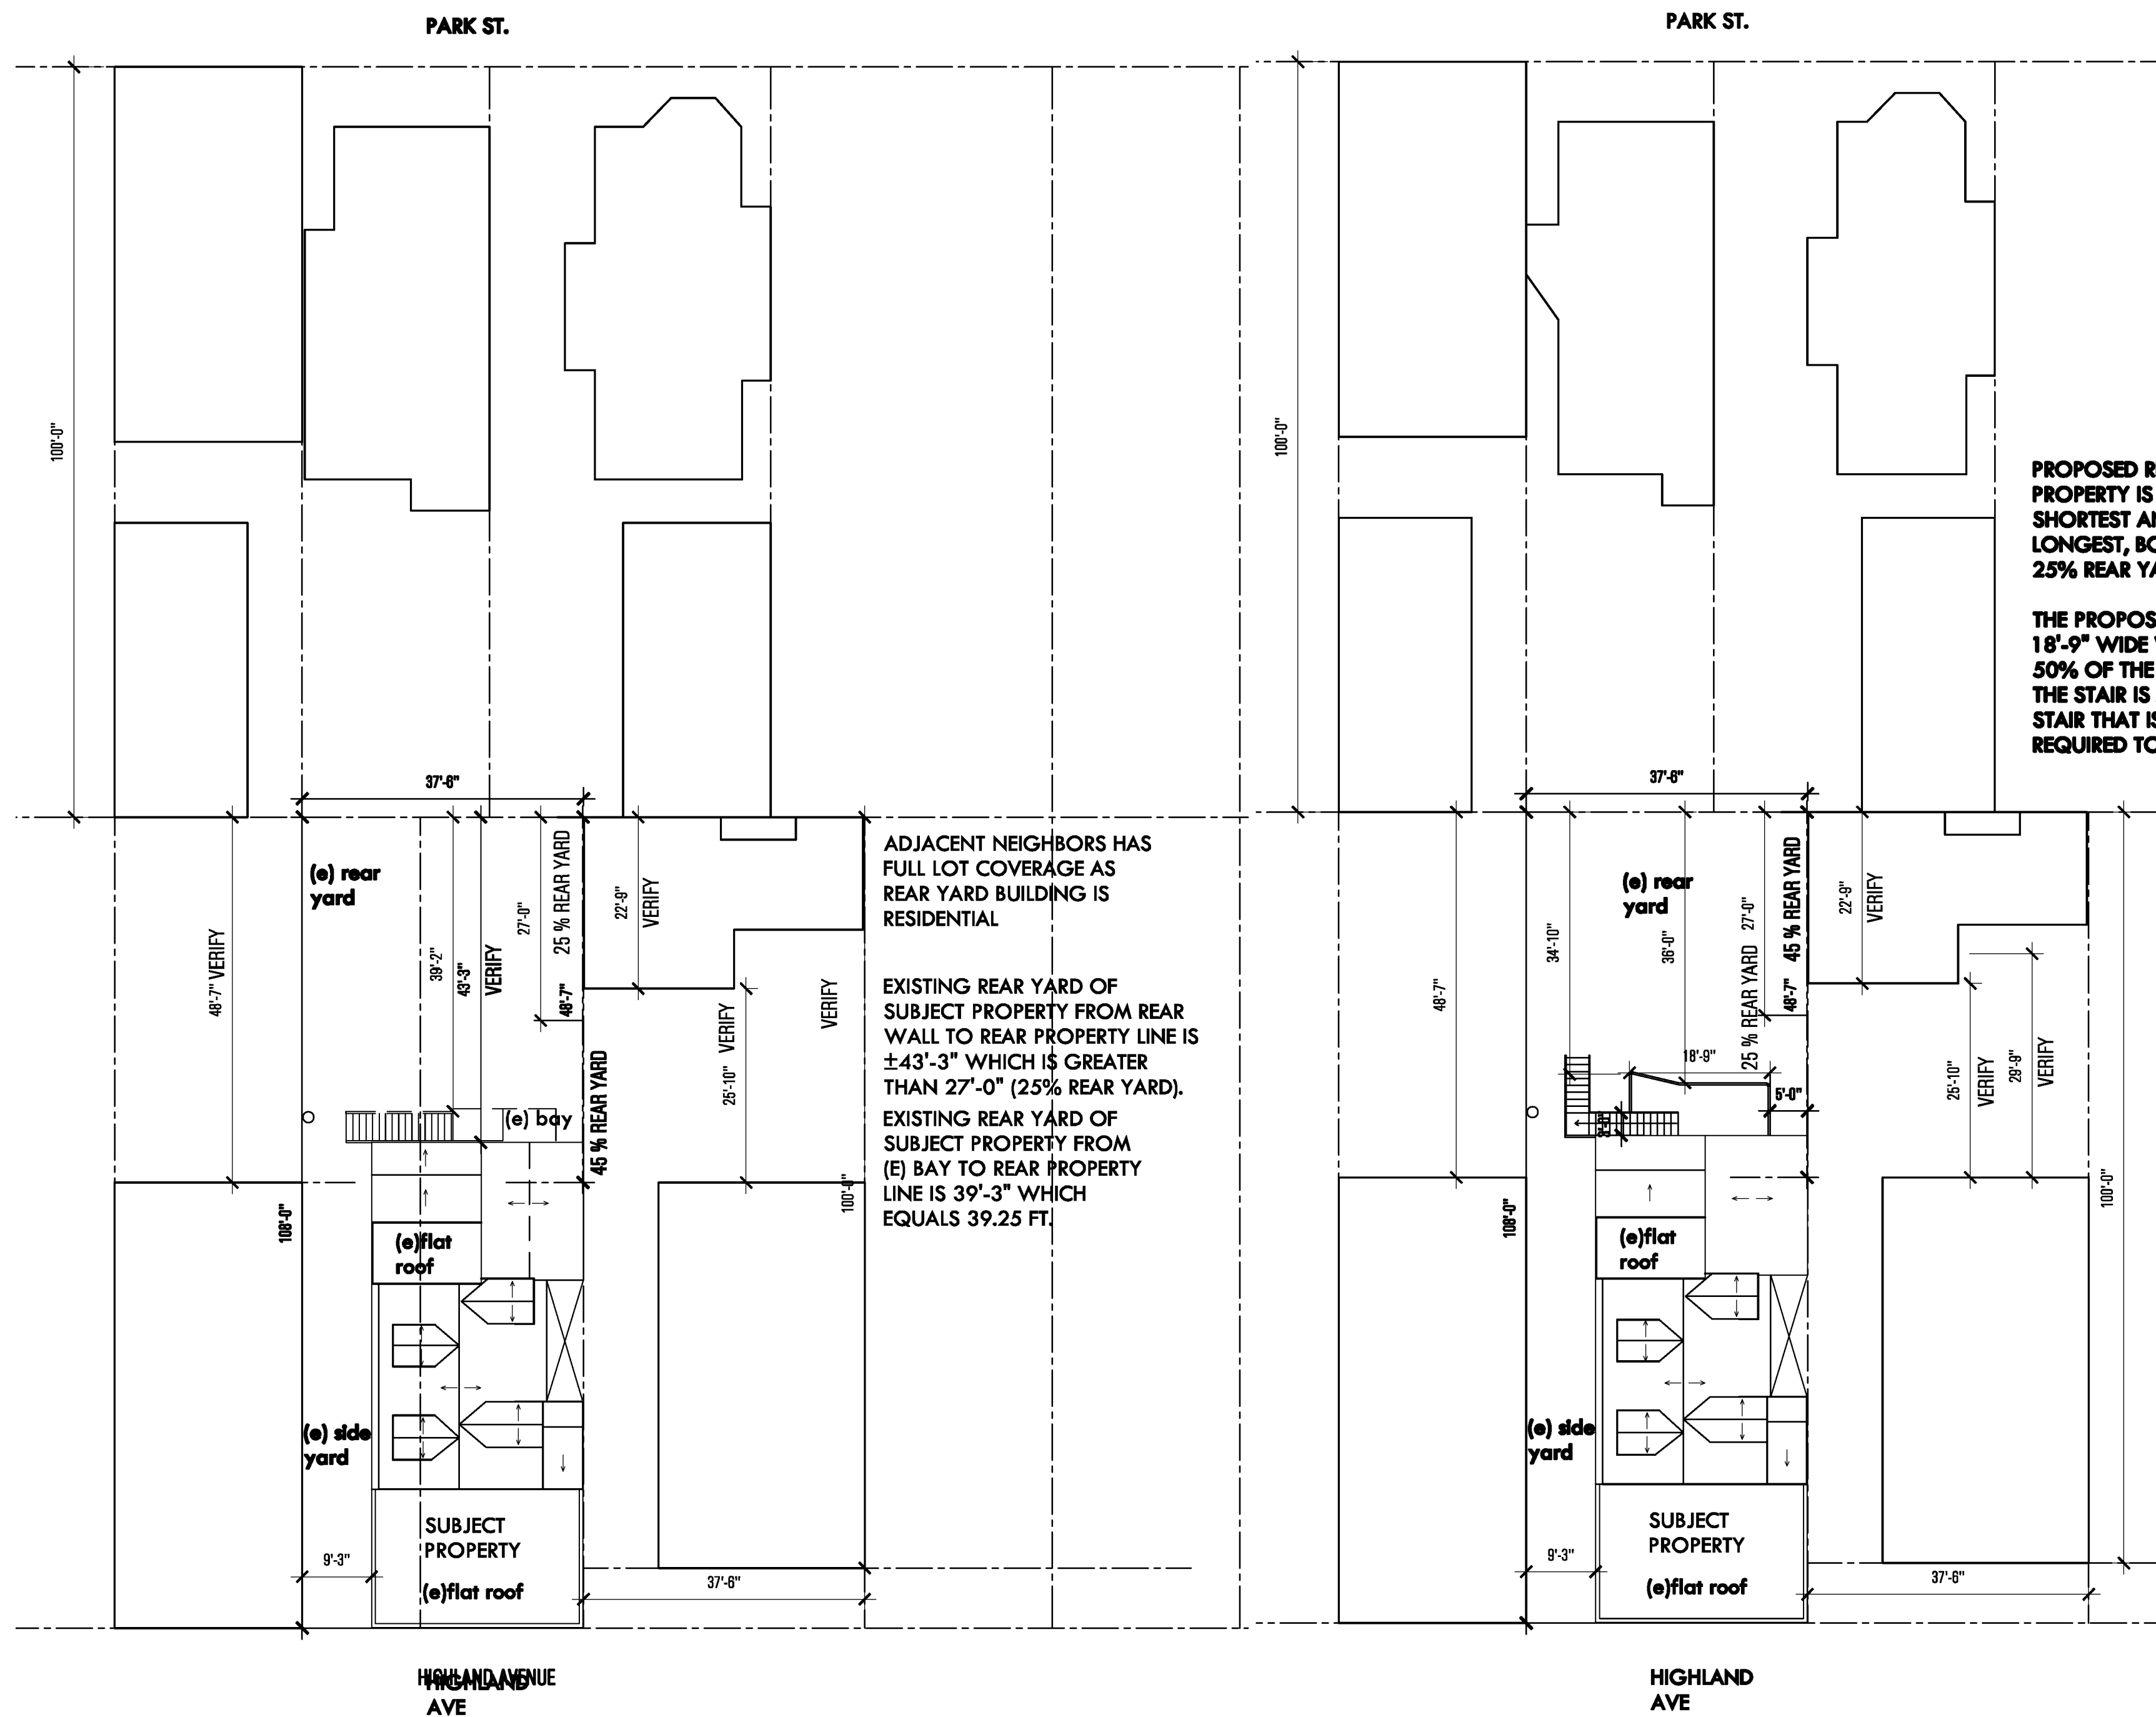 PARK ST.
100'-0"
37'-6"
(e) rear
yard
48'-7" VERIFY
39'-2"
43'-3"
VERIFY
27'-0"
25 % REAR YARD
48'-7"
45 % REAR YARD
22'-9"
VERIFY
25'-10" VERIFY
VERIFY
100'-0"
ADJACENT NEIGHBORS HAS
FULL LOT COVERAGE AS
REAR YARD BUILDING IS
RESIDENTIAL
EXISTING REAR YARD OF
SUBJECT PROPERTY FROM REAR
WALL TO REAR PROPERTY LINE IS
±43'-3" WHICH IS GREATER
THAN 27'-0" (25% REAR YARD).
EXISTING REAR YARD OF
SUBJECT PROPERTY FROM
(E) BAY TO REAR PROPERTY
LINE IS 39'-3" WHICH
EQUALS 39.25 FT.
(e) bay
108'-0"
(e)flat
roof
(e) side
yard
SUBJECT
PROPERTY
(e)flat roof
9'-3"
37'-6"
HIGHLAND AVENUE
HIGHLAND
AVE
PARK ST.
100'-0"
PROPOSED R
PROPERTY IS
SHORTEST AN
LONGEST, BO
25% REAR YA
THE PROPOS
18'-9" WIDE
50% OF THE
THE STAIR IS
STAIR THAT IS
REQUIRED TO
37'-6"
(e) rear
yard
48'-7"
34'-10"
36'-0"
25 % REAR YARD 27'-0"
48'-7" 45 % REAR YARD
22'-9"
VERIFY
18'-9"
5'-0"
3'-0"
25'-10"
VERIFY
29'-9"
VERIFY
100'-0"
108'-0"
(e)flat
roof
(e) side
yard
SUBJECT
PROPERTY
(e)flat roof
9'-3"
37'-6"
HIGHLAND
AVE